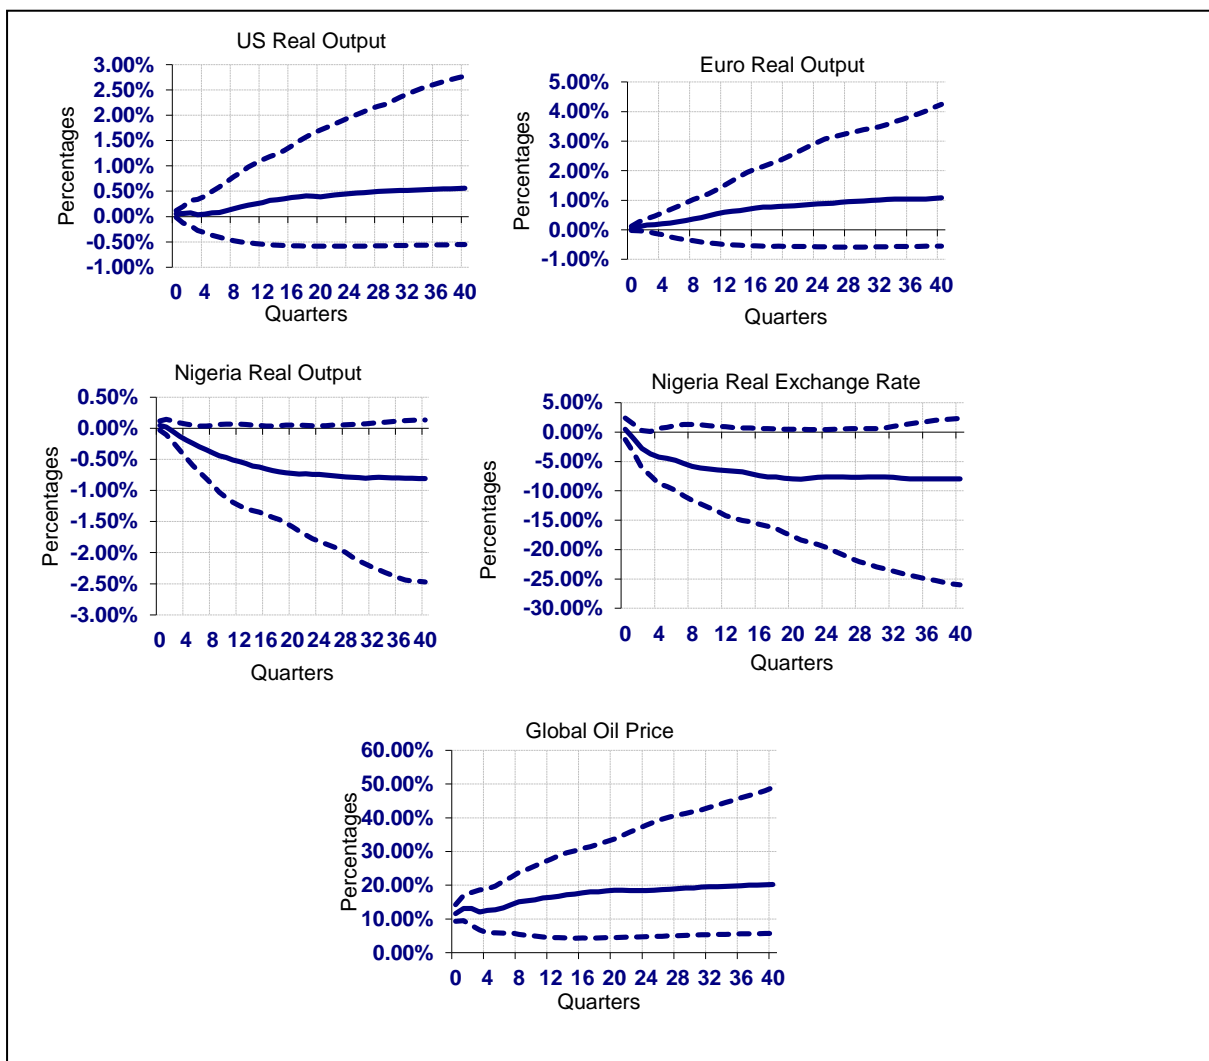 US Real Output
3.00%
2.50%
2.00%
1.50%
1.00%
0.50%
0.00%
-0.50%
-1.00%
Percentages
0 4 8 12 16 20 24 28 32 36 40
Quarters
Euro Real Output
5.00%
4.00%
3.00%
2.00%
1.00%
0.00%
-1.00%
Percentages
0 4 8 12 16 20 24 28 32 36 40
Quarters
Nigeria Real Output
0.50%
0.00%
-0.50%
-1.00%
-1.50%
-2.00%
-2.50%
-3.00%
Percentages
0 4 8 12 16 20 24 28 32 36 40
Quarters
Nigeria Real Exchange Rate
5.00%
0.00%
-5.00%
-10.00%
-15.00%
-20.00%
-25.00%
-30.00%
Percentages
0 4 8 12 16 20 24 28 32 36 40
Quarters
Global Oil Price
60.00%
50.00%
40.00%
30.00%
20.00%
10.00%
0.00%
Percentages
0 4 8 12 16 20 24 28 32 36 40
Quarters